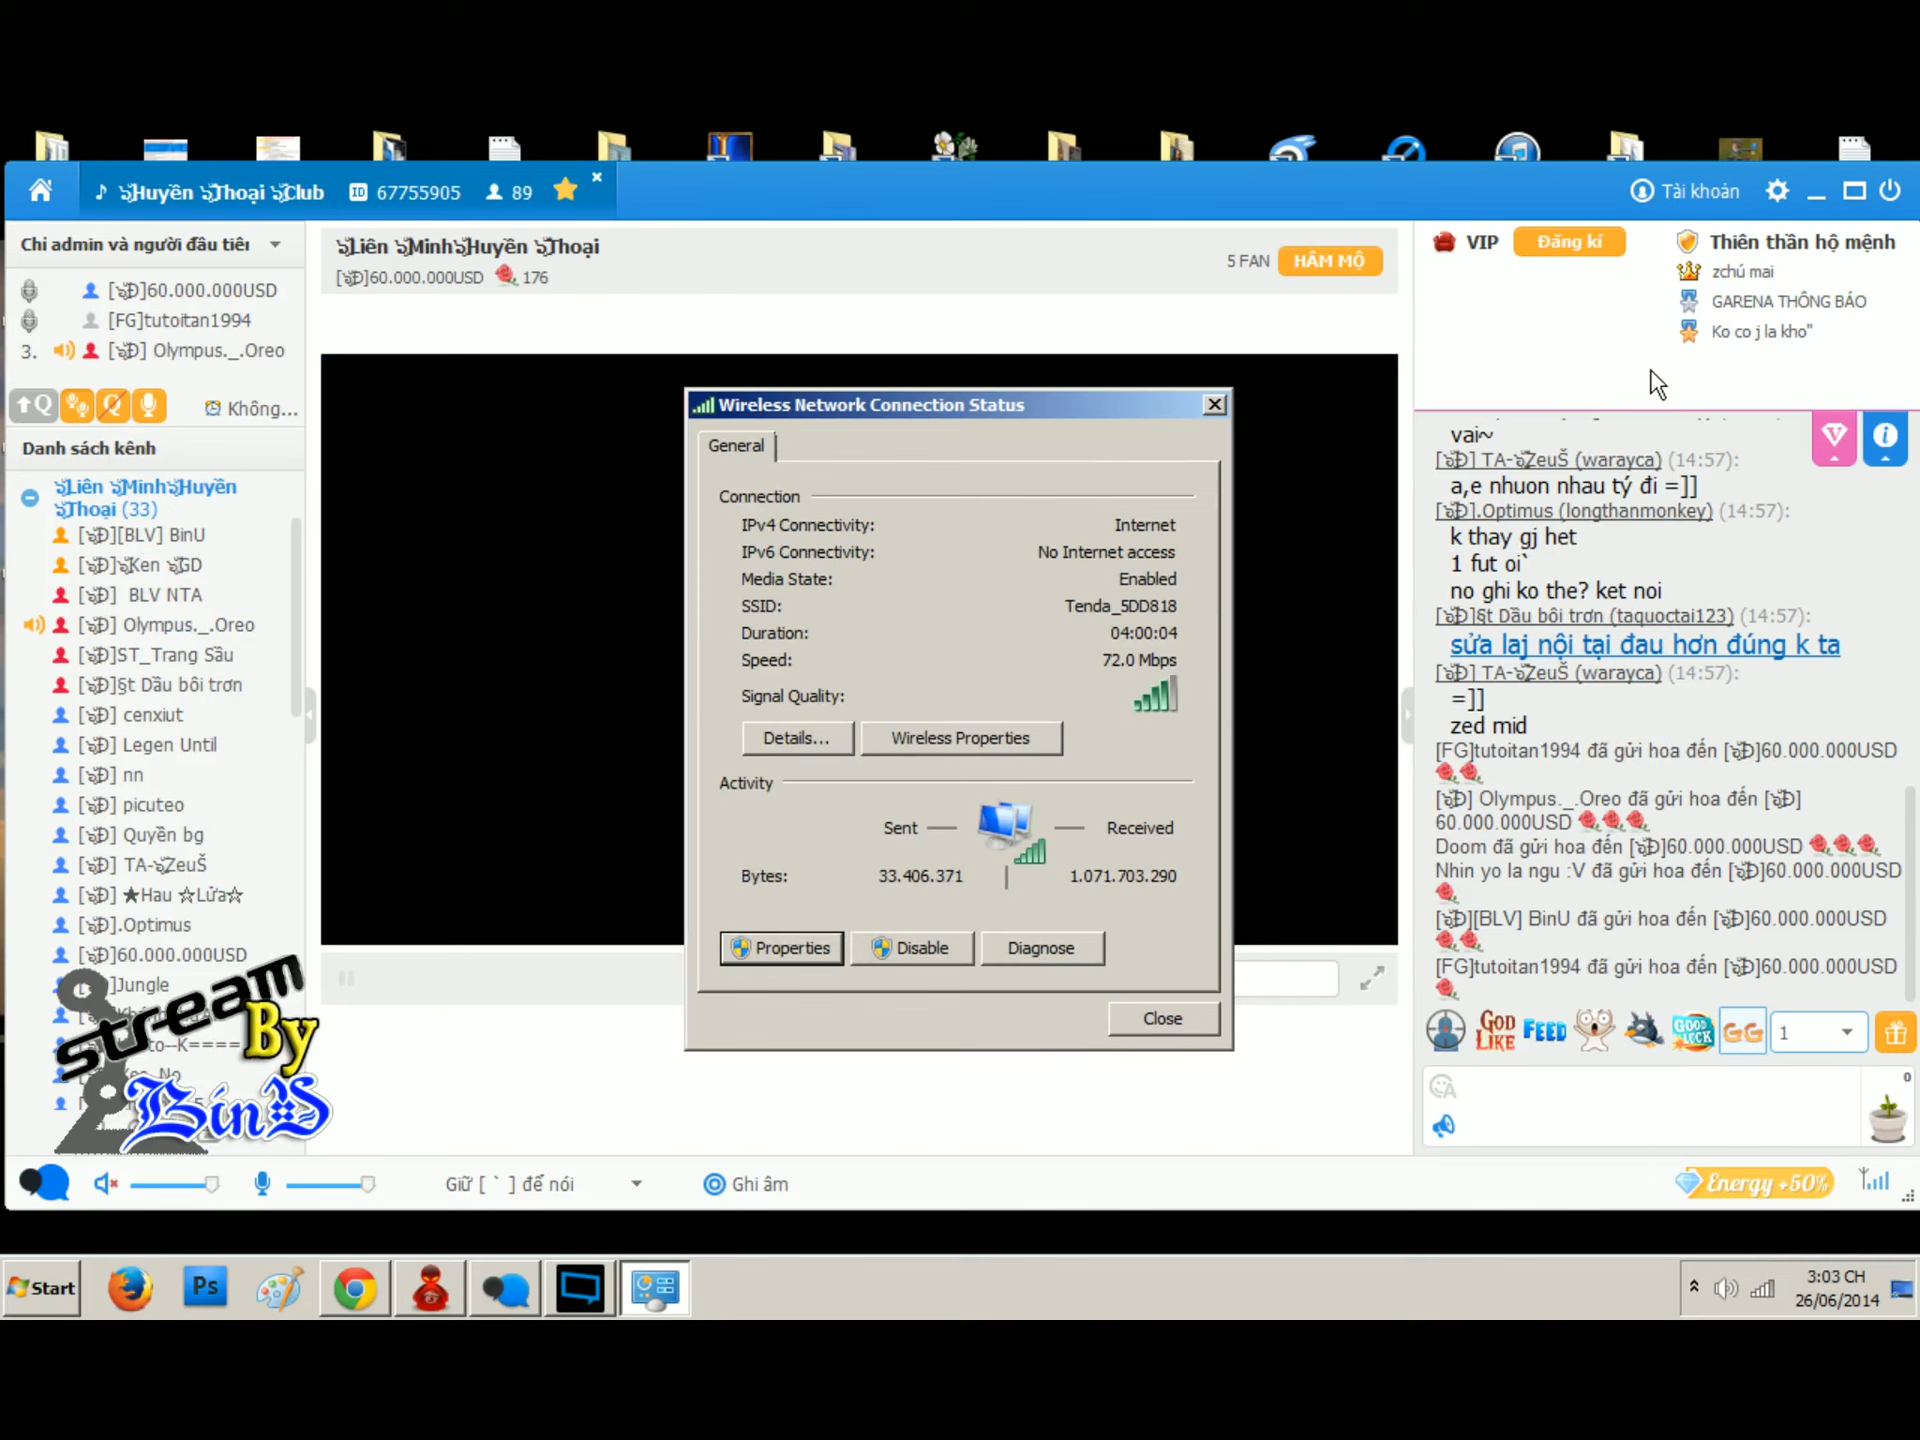 Huyền Thoại Club
ID 67755905
89
Tài khoản
Chỉ admin và người đầu tiên
]60.000.000USD
[FG]tutoitan1994
3. Olympus._.Oreo
Q
Q
Không...
Danh sách kênh
Liên Minh Huyền
Thoại (33)
[BLV] BinU
Ken GD
BLV NTA
Olympus._.Oreo
ST_Trang Sầu
§t Dầu bôi trơn
cenxiut
Legen Until
nn
picuteo
Quyền bg
TA-ZeuŠ
★Hau ☆Lửa☆
.Optimus
60.000.000USD
Jungle
to--K====
stream
By
BinS
Liên Minh Huyền Thoại
60.000.000USD 176
5 FAN
HÂM MỘ
Wireless Network Connection Status
General
Connection
IPv4 Connectivity: Internet
IPv6 Connectivity: No Internet access
Media State: Enabled
SSID: Tenda_5DD818
Duration: 04:00:04
Speed: 72.0 Mbps
Signal Quality:
Details...
Wireless Properties
Activity
Sent
Received
Bytes: 33.406.371 1.071.703.290
Properties
Disable
Diagnose
Close
VIP
Đăng kí
Thiên thần hộ mệnh
zchú mai
GARENA THÔNG BÁO
Ko co j la kho"
vai~
TA-ZeuŠ (warayca) (14:57):
a,e nhuon nhau tý đi =]]
.Optimus (longthanmonkey) (14:57):
k thay gj het
1 fut oi`
no ghi ko the? ket noi
§t Dầu bôi trơn (taquoctai123) (14:57):
sửa laj nội tại đau hơn đúng k ta
TA-ZeuŠ (warayca) (14:57):
=]]
zed mid
[FG]tutoitan1994 đã gửi hoa đến 60.000.000USD
Olympus._.Oreo đã gửi hoa đến
60.000.000USD
Doom đã gửi hoa đến 60.000.000USD
Nhin yo la ngu :V đã gửi hoa đến 60.000.000USD
[BLV] BinU đã gửi hoa đến 60.000.000USD
[FG]tutoitan1994 đã gửi hoa đến 60.000.000USD
GOD LIKE
FEED
GOOD LUCK
GG
1
0
Giữ [ ` ] để nói
Ghi âm
Energy +50%
Start
Ps
3:03 CH
26/06/2014